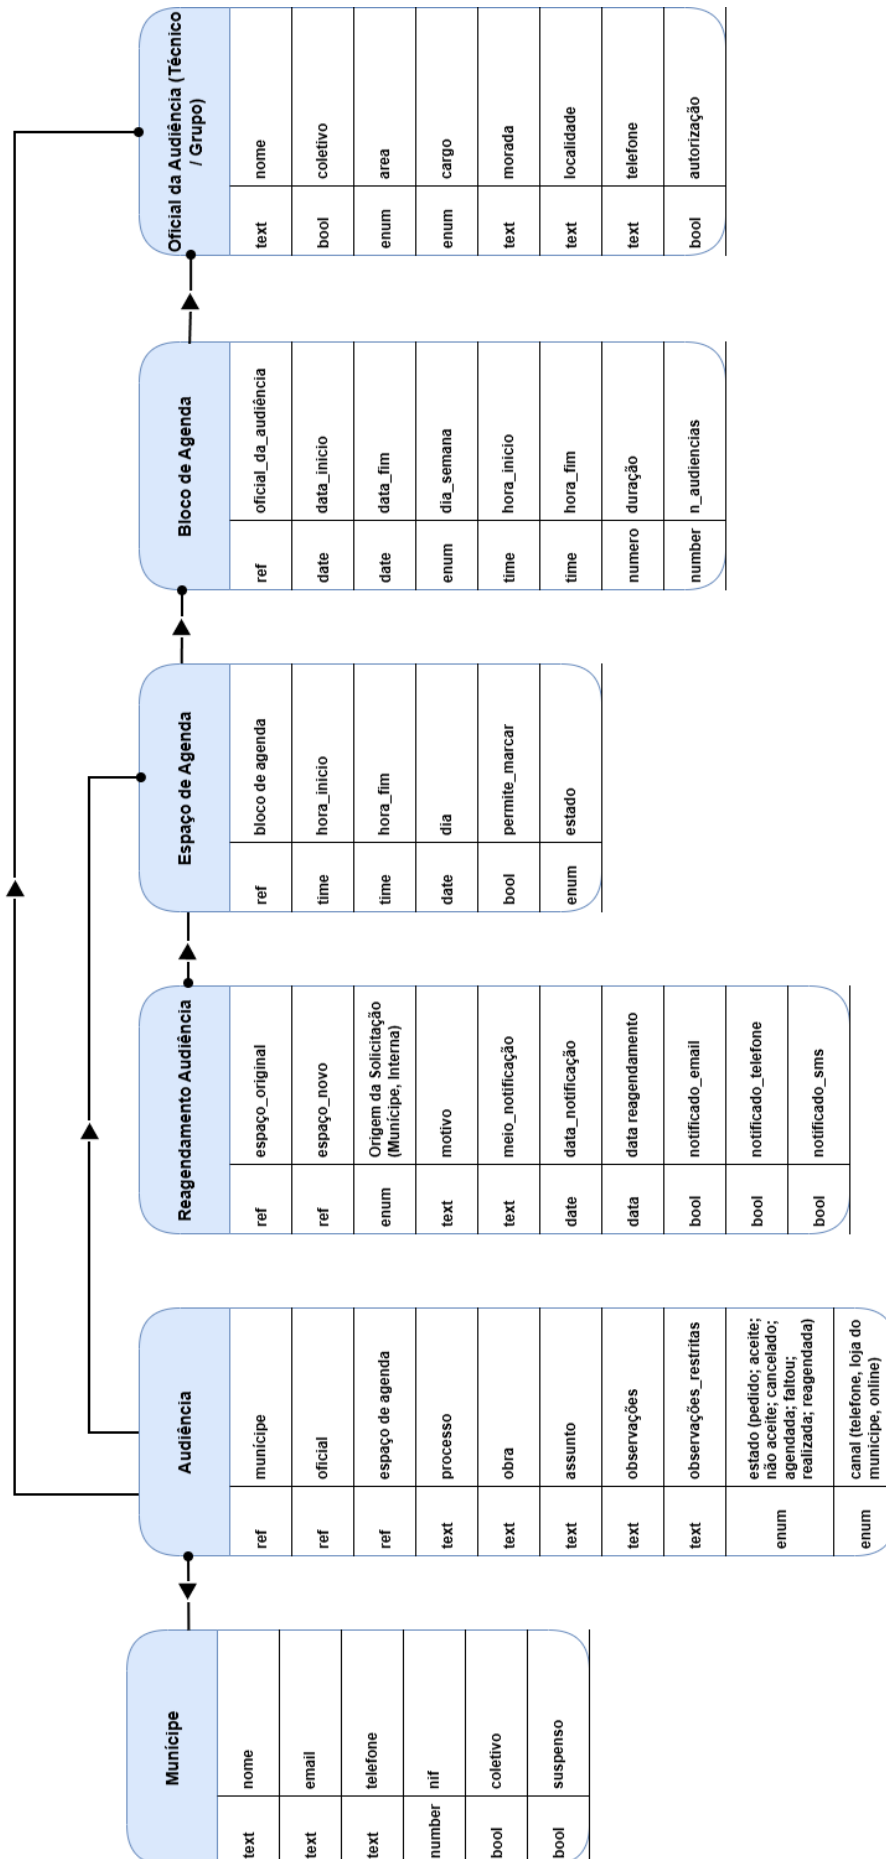 Munícipe
text nome
text email
text telefone
number nif
bool coletivo
bool suspenso
Audiência
ref munícipe
ref oficial
ref espaço de agenda
text processo
text obra
text assunto
text observações
text observações_restritas
enum estado (pedido; aceite;
não aceite; cancelado;
agendada; faltou;
realizada; reagendada)
enum canal (telefone, loja do
municipe, online)
Reagendamento Audiência
ref espaço_original
ref espaço_novo
enum Origem da Solicitação
(Munícipe, Interna)
text motivo
text meio_notificação
date data_notificação
data data reagendamento
bool notificado_email
bool notificado_telefone
bool notificado_sms
Espaço de Agenda
ref bloco de agenda
time hora_inicio
time hora_fim
date dia
bool permite_marcar
enum estado
Bloco de Agenda
ref oficial_da_audiência
date data_inicio
date data_fim
enum dia_semana
time hora_inicio
time hora_fim
numero duração
number n_audiencias
Oficial da Audiência (Técnico
/ Grupo)
text nome
bool coletivo
enum area
enum cargo
text morada
text localidade
text telefone
bool autorização